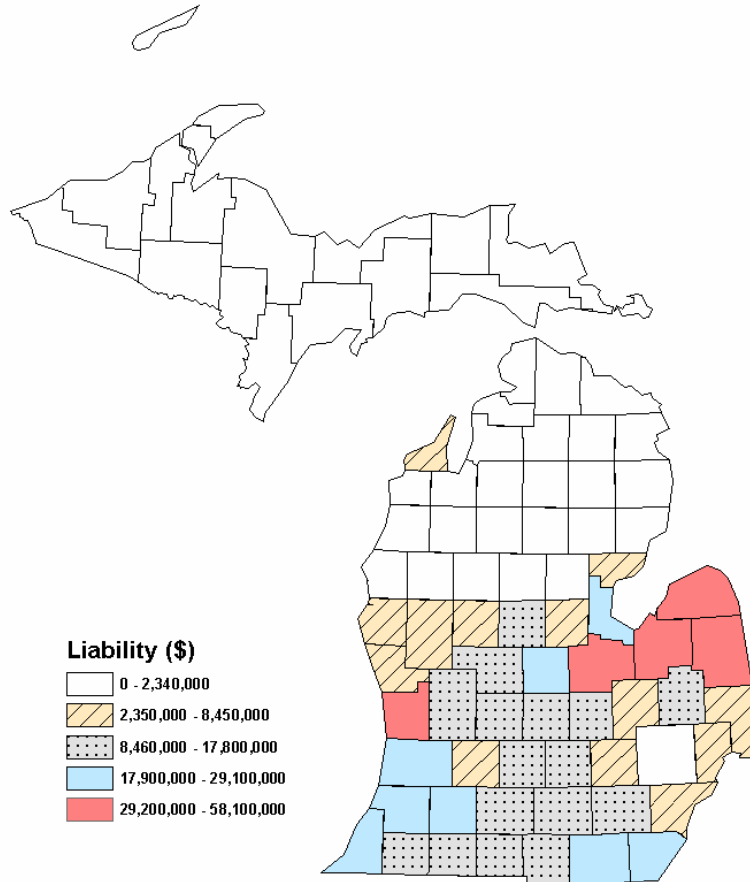 Liability ($)
0 - 2,340,000
2,350,000 - 8,450,000
8,460,000 - 17,800,000
17,900,000 - 29,100,000
29,200,000 - 58,100,000